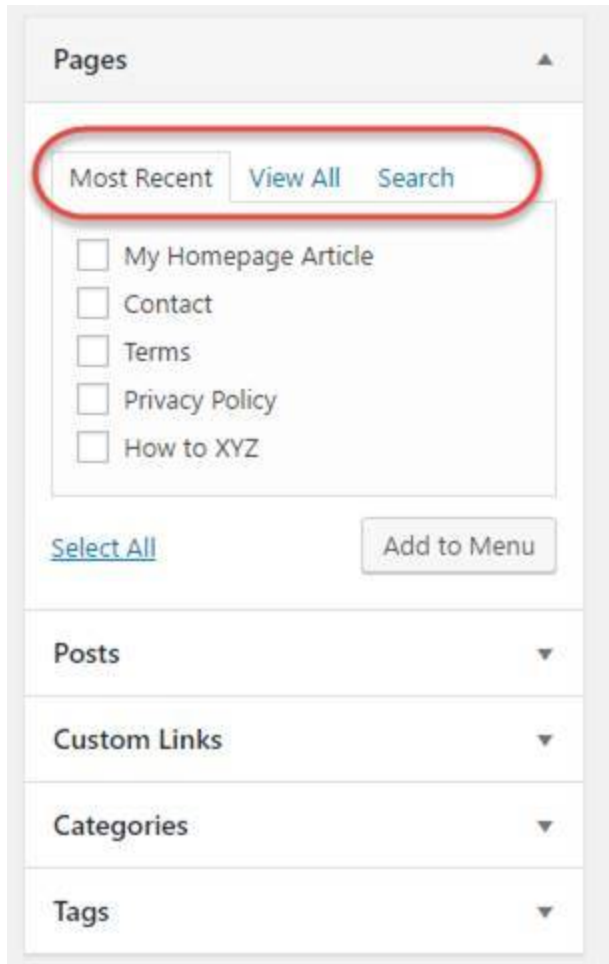 Pages
Most Recent View All Search
My Homepage Article
Contact
Terms
Privacy Policy
How to XYZ
Select All Add to Menu
Posts
Custom Links
Categories
Tags